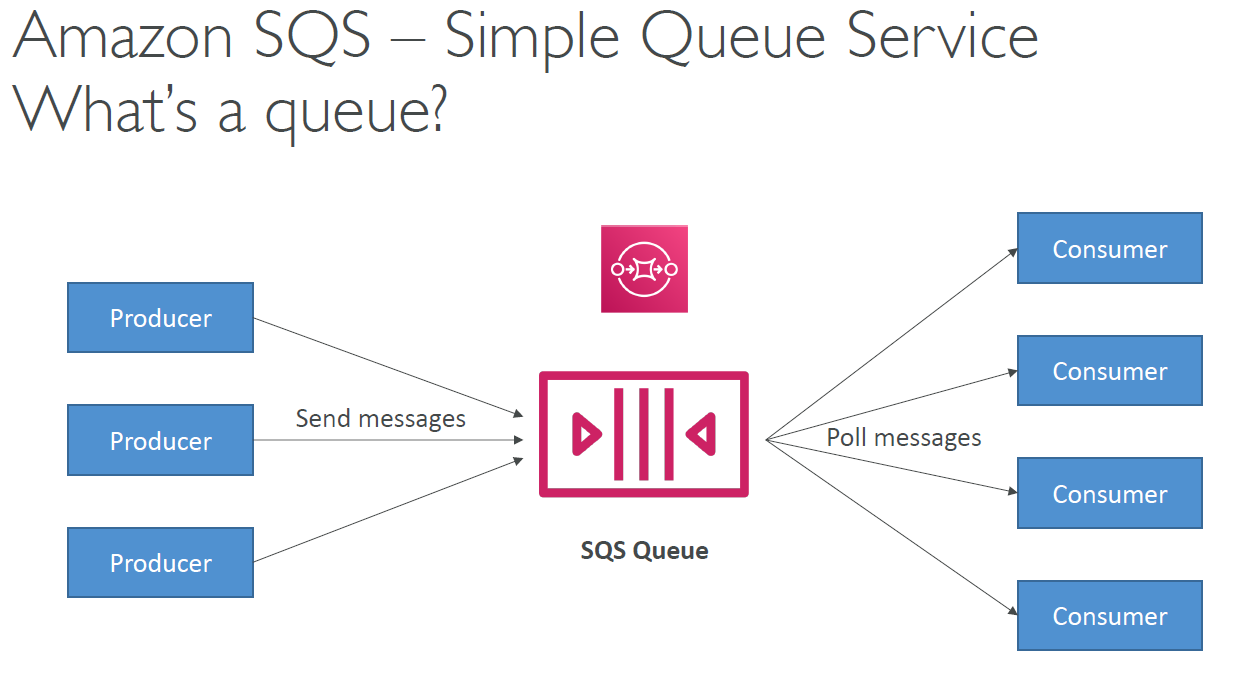 Amazon SQS – Simple Queue Service
What's a queue?
Producer
Producer
Producer
Send messages
SQS Queue
Poll messages
Consumer
Consumer
Consumer
Consumer